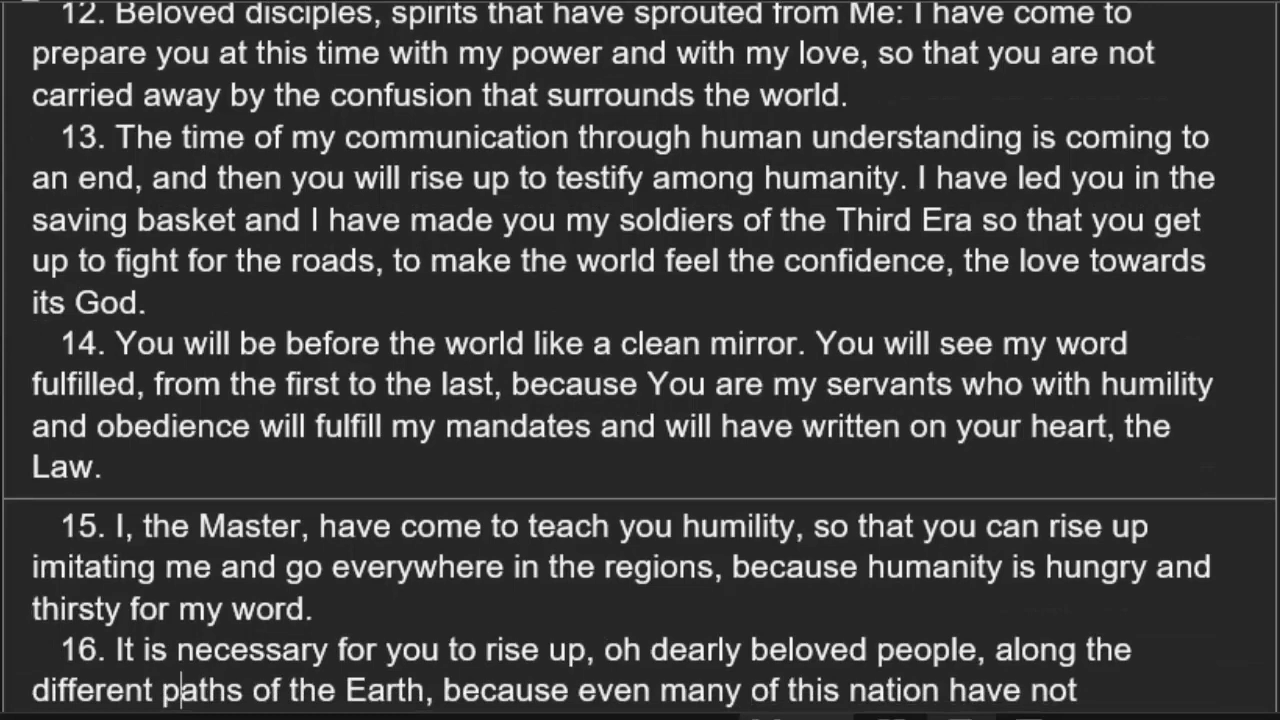 12. Beloved disciples, spirits that have sprouted from Me: I have come to
prepare you at this time with my power and with my love, so that you are not
carried away by the confusion that surrounds the world.
13. The time of my communication through human understanding is coming to
an end, and then you will rise up to testify among humanity. I have led you in the
saving basket and I have made you my soldiers of the Third Era so that you get
up to fight for the roads, to make the world feel the confidence, the love towards
its God.
14. You will be before the world like a clean mirror. You will see my word
fulfilled, from the first to the last, because You are my servants who with humility
and obedience will fulfill my mandates and will have written on your heart, the
Law.
15. I, the Master, have come to teach you humility, so that you can rise up
imitating me and go everywhere in the regions, because humanity is hungry and
thirsty for my word.
16. It is necessary for you to rise up, oh dearly beloved people, along the
different paths of the Earth, because even many of this nation have not